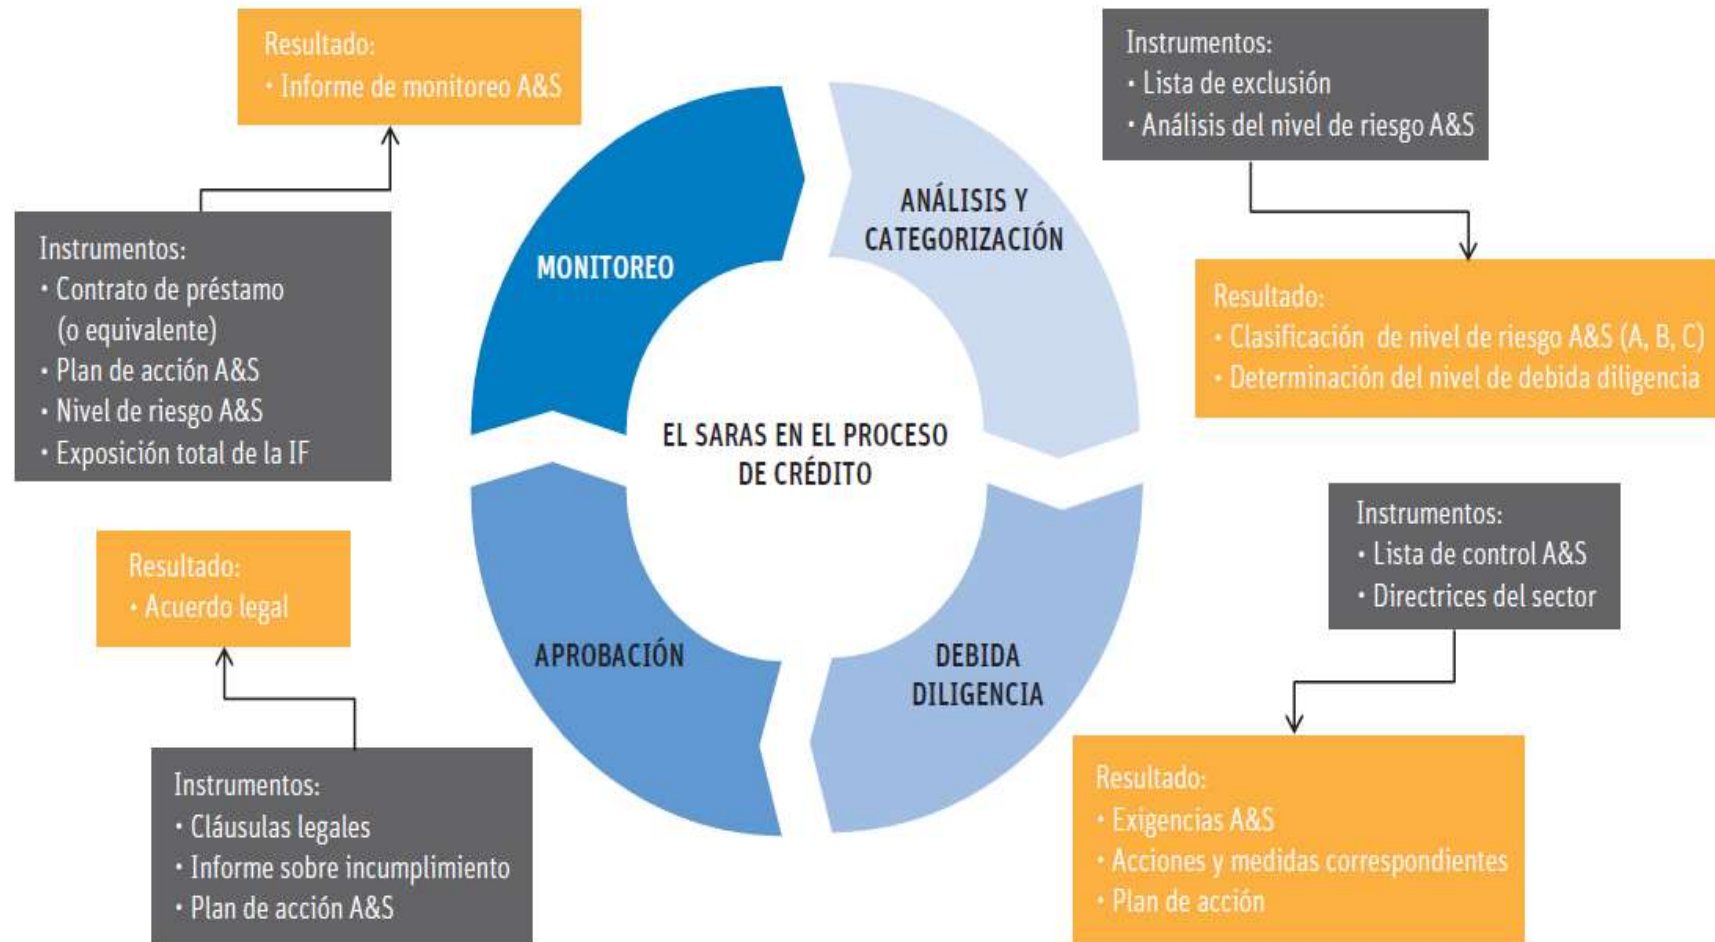 Resultado:
• Informe de monitoreo A&S
Instrumentos:
• Lista de exclusión
• Análisis del nivel de riesgo A&S
ANÁLISIS Y
CATEGORIZACIÓN
Resultado:
• Clasificación de nivel de riesgo A&S (A, B, C)
• Determinación del nivel de debida diligencia
MONITOREO
Instrumentos:
• Contrato de préstamo
(o equivalente)
• Plan de acción A&S
• Nivel de riesgo A&S
• Exposición total de la IF
EL SARAS EN EL PROCESO
DE CRÉDITO
Instrumentos:
• Lista de control A&S
• Directrices del sector
DEBIDA
DILIGENCIA
Resultado:
• Exigencias A&S
• Acciones y medidas correspondientes
• Plan de acción
Resultado:
• Acuerdo legal
APROBACIÓN
Instrumentos:
• Cláusulas legales
• Informe sobre incumplimiento
• Plan de acción A&S